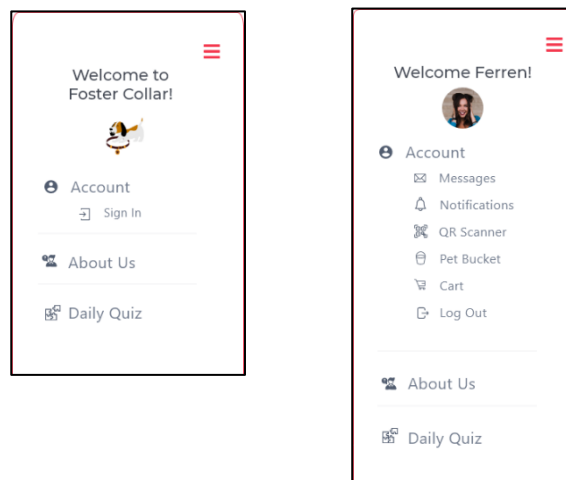 Welcome to
Foster Collar!
Account
Sign In
About Us
Daily Quiz
Welcome Ferren!
Account
Messages
Notifications
QR Scanner
Pet Bucket
Cart
Log Out
About Us
Daily Quiz